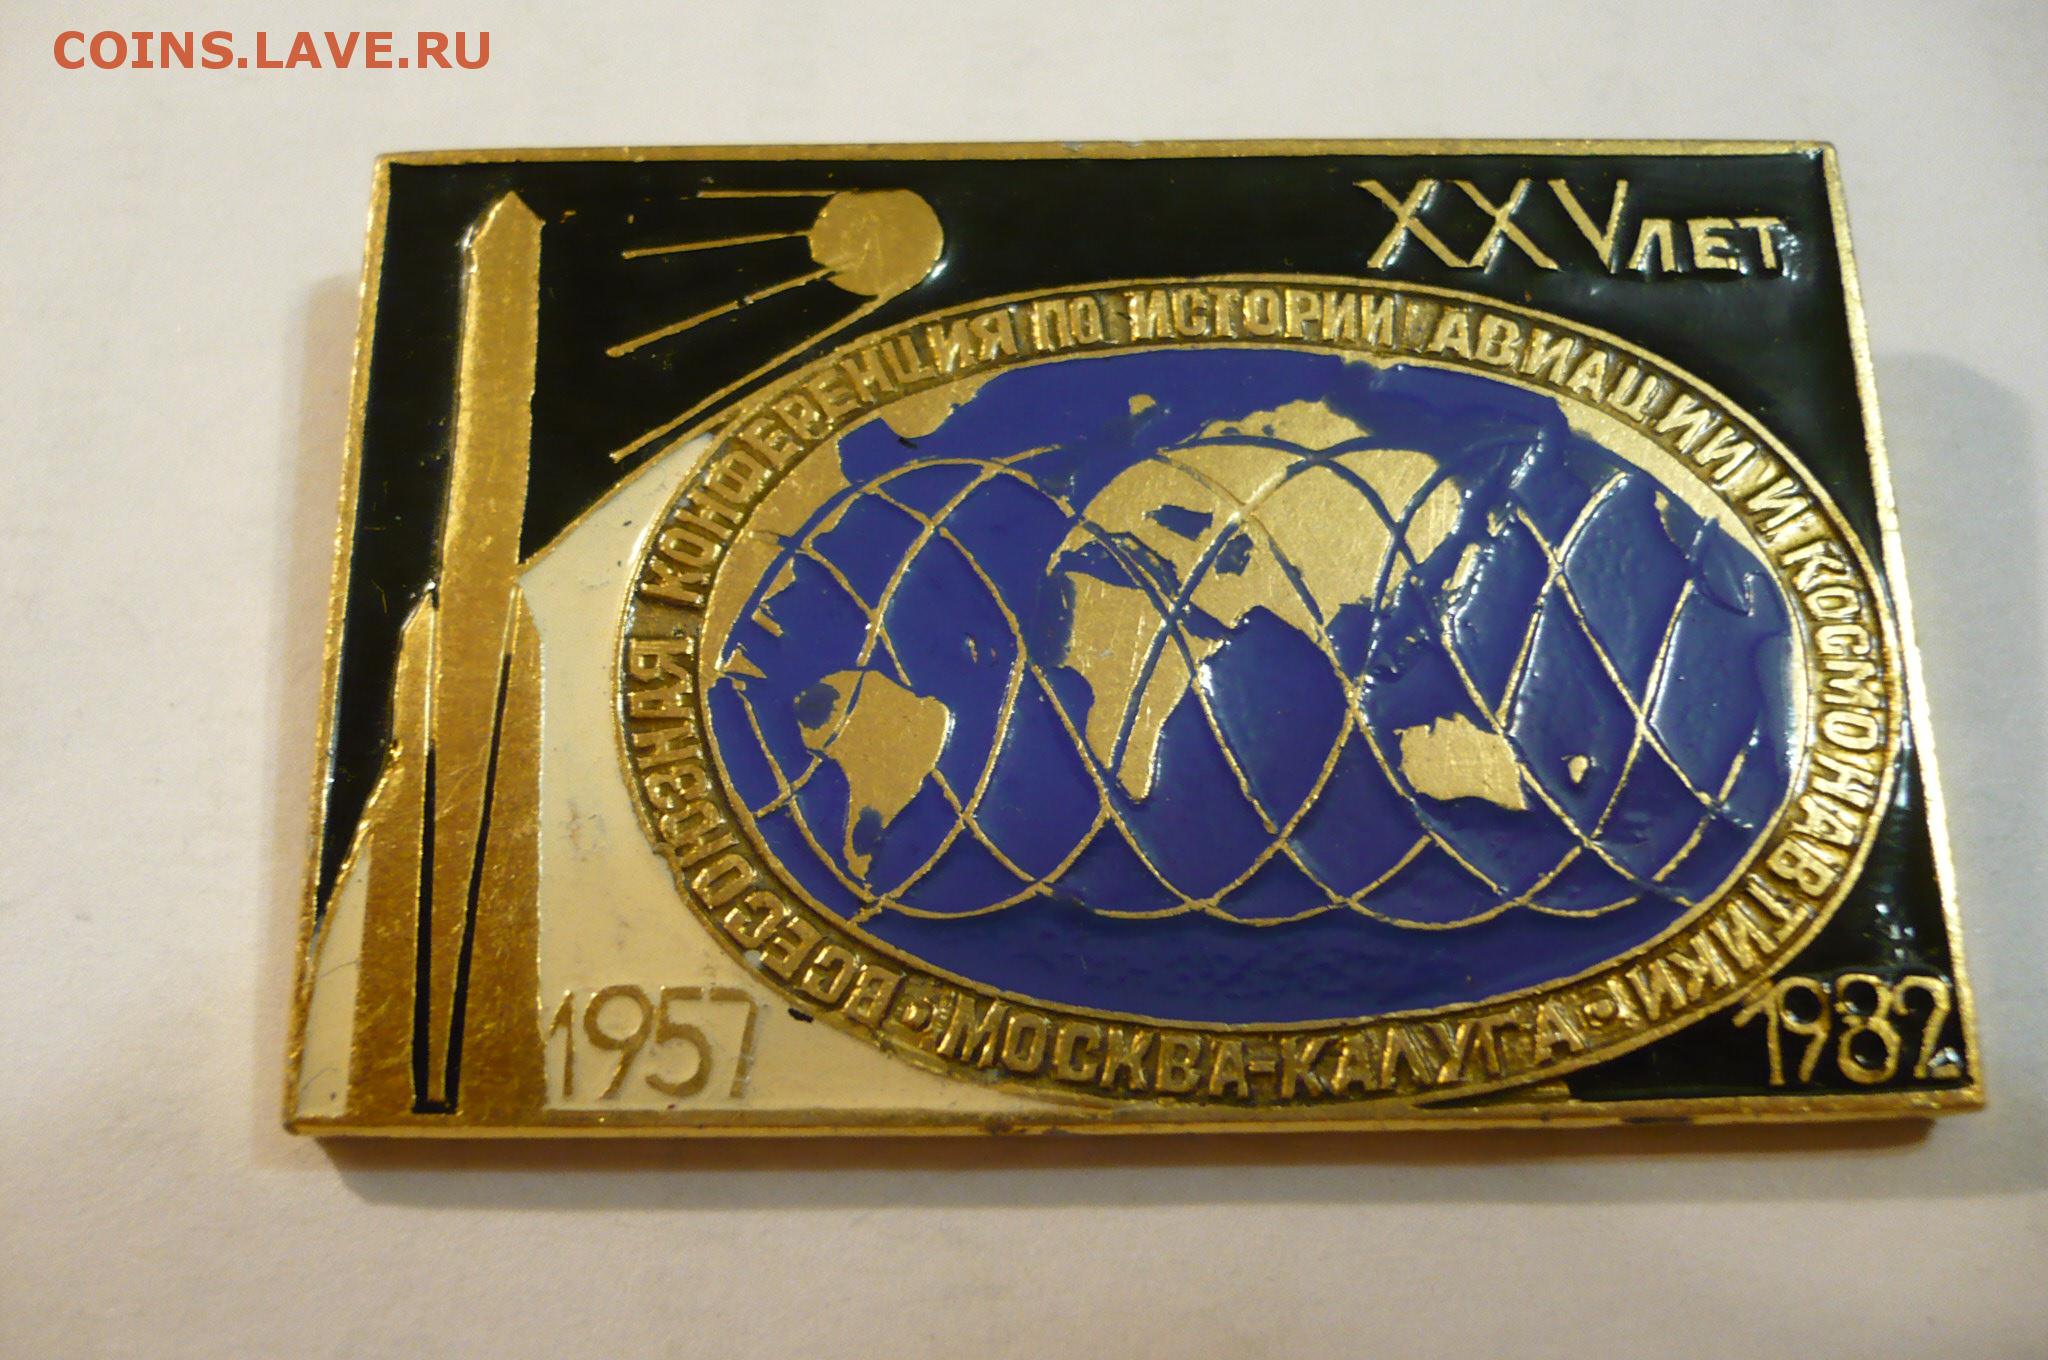 COINS.LAVE.RU
XXV ЛЕТ
ВСЕСОЮЗНАЯ КОНФЕРЕНЦИЯ ПО ИСТОРИИ АВИАЦИИ И КОСМОНАВТИКИ
МОСКВА-КАЛУГА
1957
1982